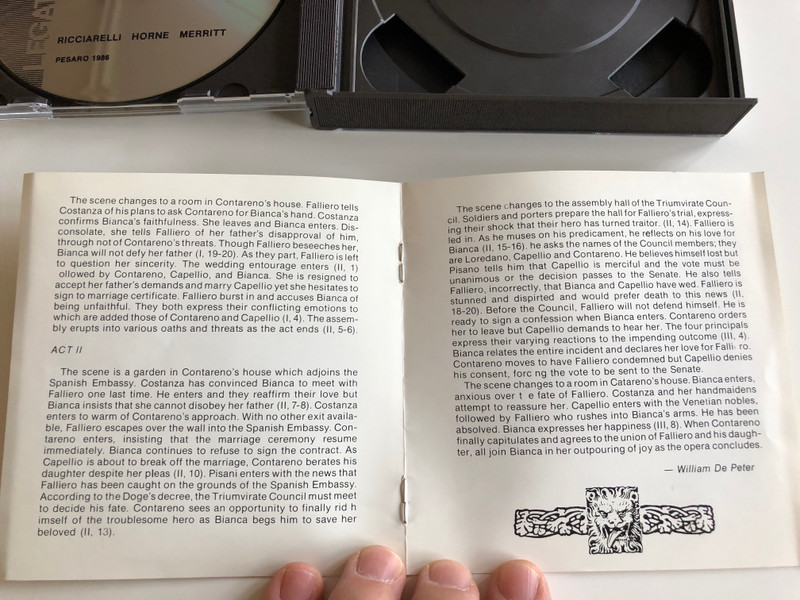 LEGAT
RICCIARELLI HORNE MERRITT
PESARO 1986
The scene changes to a room in Contareno's house. Falliero tells
Costanza of his plans to ask Contareno for Bianca's hand. Costanza
confirms Bianca's faithfulness. She leaves and Bianca enters. Dis-
consolate, she tells Falliero of her father's disapproval of him,
through not of Contareno's threats. Though Falliero beseeches her,
Bianca will not defy her father (I, 19-20). As they part, Falliero is left
to question her sincerity. The wedding entourage enters (II, 1)
ollowed by Contareno, Capellio, and Bianca. She is resigned to
accept her father's demands and marry Capellio yet she hesitates to
sign to marriage certificate. Falliero burst in and accuses Bianca of
being unfaithful. They both express their conflicting emotions to
which are added those of Contareno and Capellio (I, 4). The assem-
bly erupts into various oaths and threats as the act ends (II, 5-6).
ACT II
The scene is a garden in Contareno's house which adjoins the
Spanish Embassy. Costanza has convinced Bianca to meet with
Falliero one last time. He enters and they reaffirm their love but
Bianca insists that she cannot disobey her father (II, 7-8). Costanza
enters to warm of Contareno's approach. With no other exit availa-
ble, Falliero escapes over the wall into the Spanish Embassy. Con-
tareno enters, insisting that the marriage ceremony resume
immediately. Bianca continues to refuse to sign the contract. As
Capellio is about to break off the marriage, Contareno berates his
daughter despite her pleas (II, 10). Pisani enters with the news that
Falliero has been caught on the grounds of the Spanish Embassy.
According to the Doge's decree, the Triumvirate Council must meet
to decide his fate. Contareno sees an opportunity to finally rid h
imself of the troublesome hero as Bianca begs him to save her
beloved (II, 13).
The scene changes to the assembly hall of the Triumvirate Coun-
cil. Soldiers and porters prepare the hall for Falliero's trial, express-
ing their shock that their hero has turned traitor. (II, 14). Falliero is
led in. As he muses on his predicament, he reflects on his love for
Bianca (II, 15-16). he asks the names of the Council members; they
are Loredano, Capellio and Contareno. He believes himself lost but
Pisano tells him that Capellio is merciful and the vote must be
unanimous or the decision passes to the Senate. He also tells
Falliero, incorrectly, that Bianca and Capellio have wed. Falliero is
stunned and dispirted and would prefer death to this news (II,
18-20). Before the Council, Falliero will not defend himself. He is
ready to sign a confession when Bianca enters. Contareno orders
her to leave but Capellio demands to hear her. The four principals
express their varying reactions to the impending outcome (III, 4).
Bianca relates the entire incident and declares her love for Falli- ro.
Contareno moves to have Falliero condemned but Capellio denies
his consent, forc ng the vote to be sent to the Senate.
The scene changes to a room in Catareno's house. Bianca enters,
anxious over t e fate of Falliero. Costanza and her handmaidens
attempt to reassure her. Capellio enters with the Venetian nobles,
followed by Falliero who rushes into Bianca's arms. He has been
absolved. Bianca expresses her happiness (III, 8). When Contareno
finally capitulates and agrees to the union of Falliero and his daugh-
ter, all join Bianca in her outpouring of joy as the opera concludes.
— William De Peter